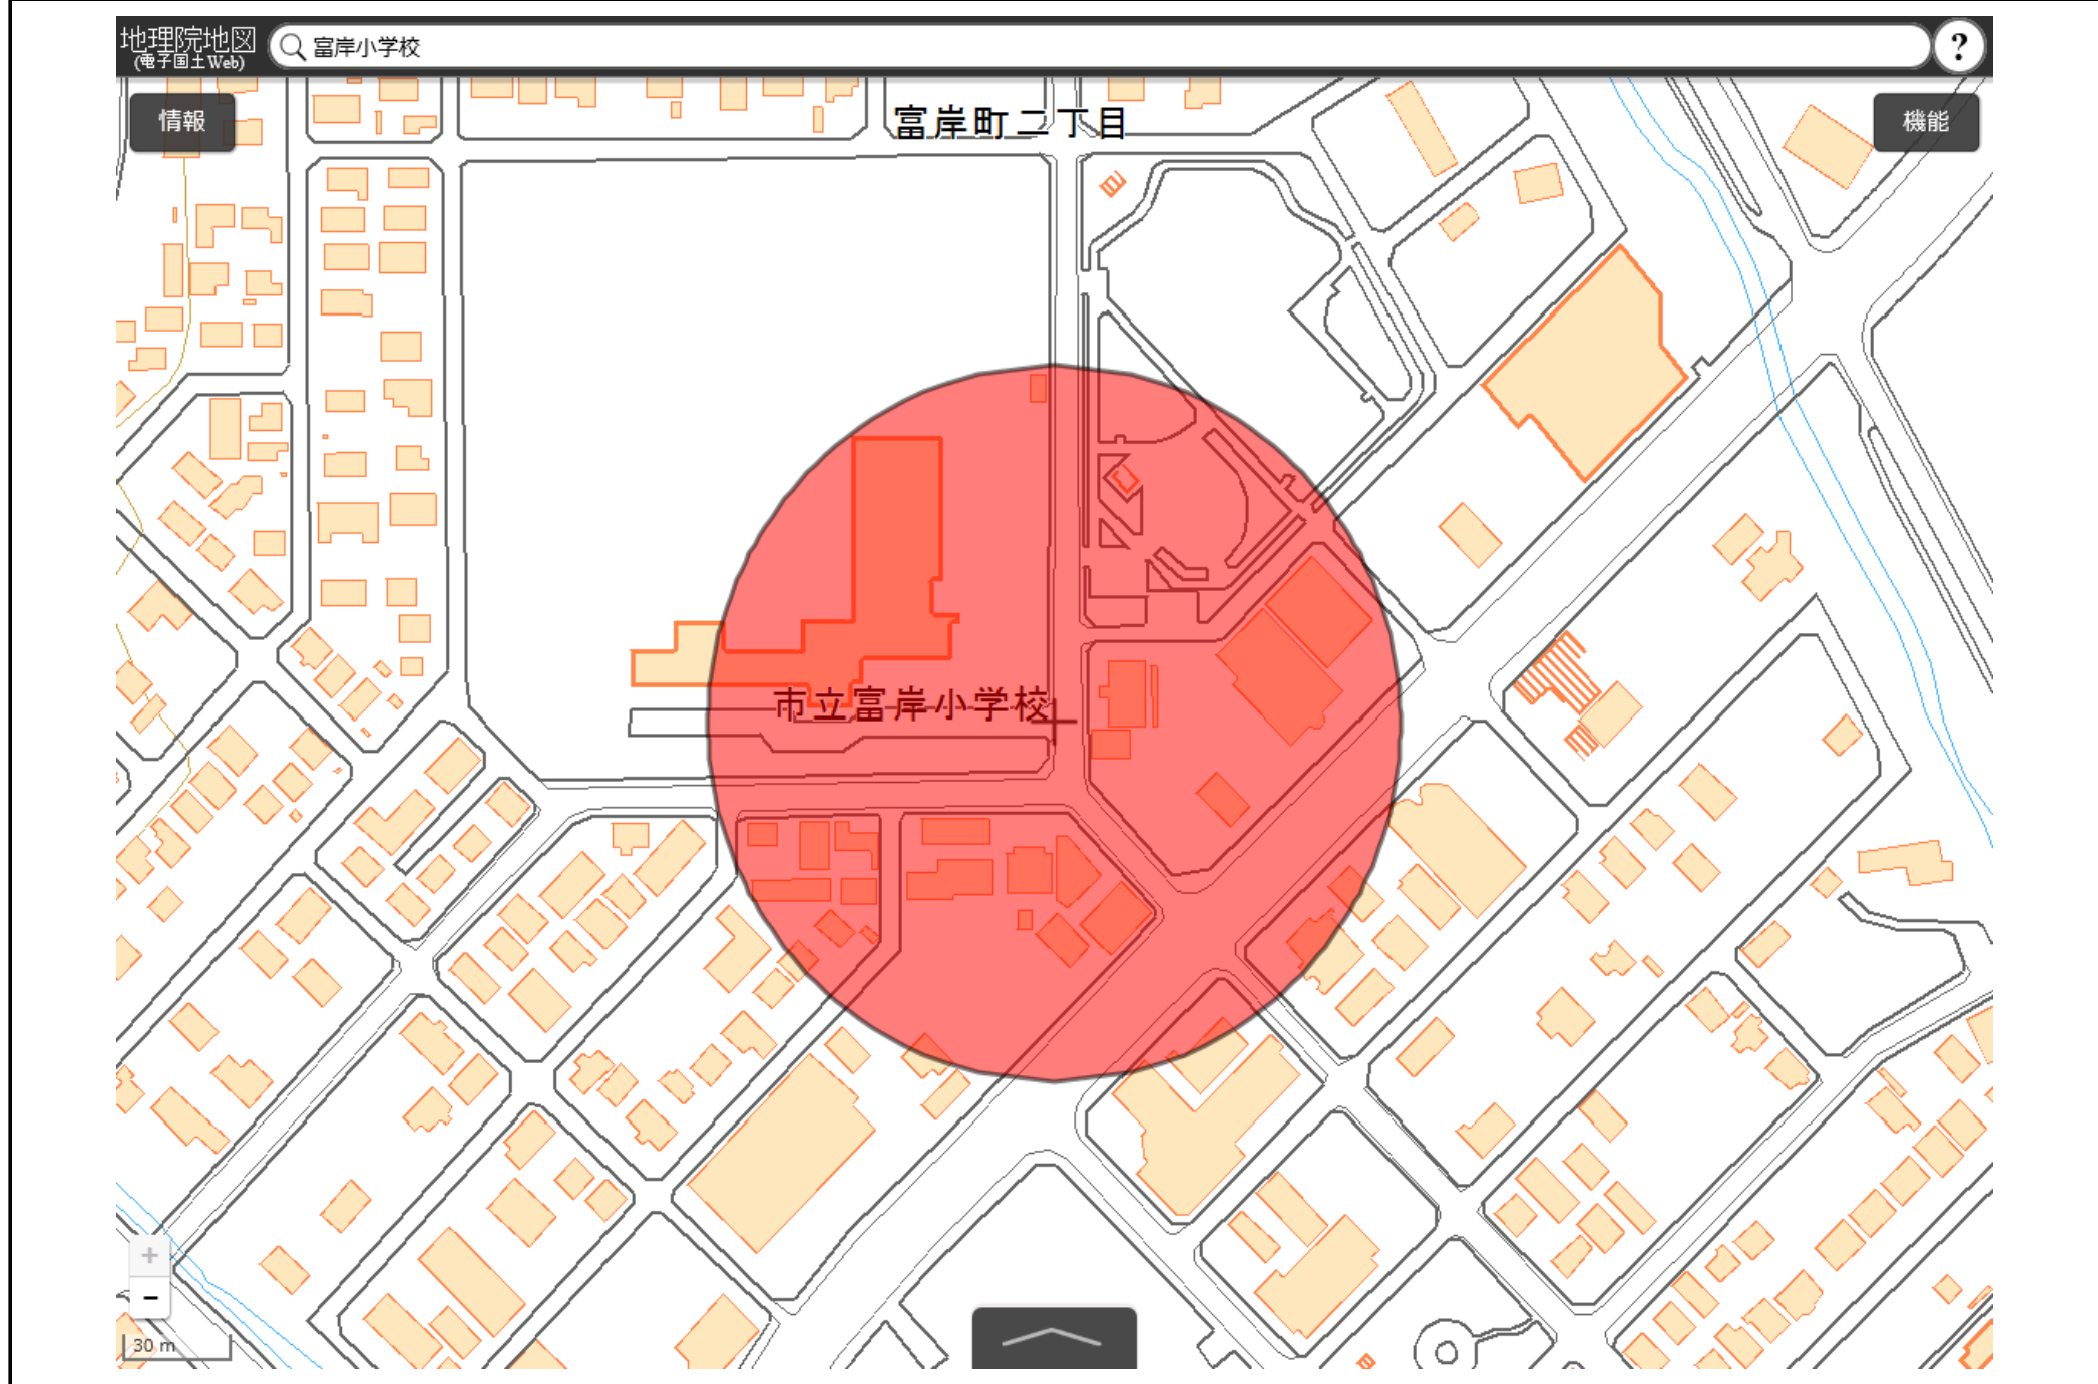 地理院地図
(電子国土Web)
富岸小学校
?
情報
富岸町二丁目
機能
市立富岸小学校
+
−
30 m